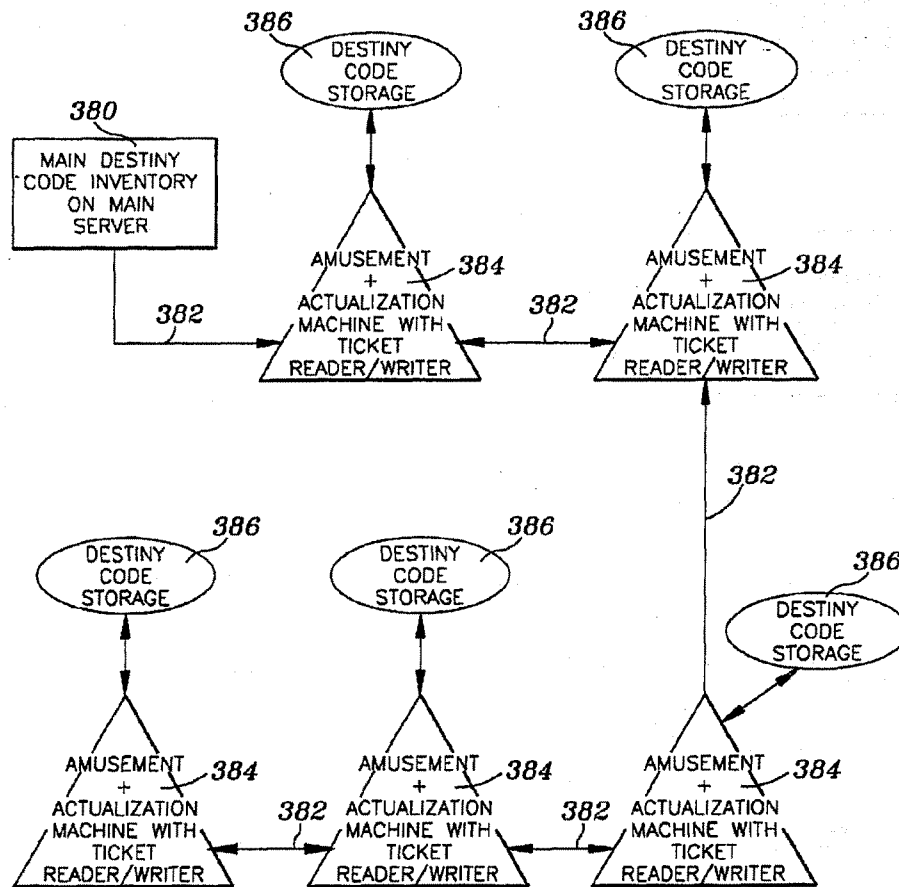 386
DESTINY
CODE
STORAGE
386
DESTINY
CODE
STORAGE
380
MAIN DESTINY
CODE INVENTORY
ON MAIN
SERVER
382
AMUSEMENT
+
ACTUALIZATION
MACHINE WITH
TICKET
READER/WRITER
384
382
AMUSEMENT
+
ACTUALIZATION
MACHINE WITH
TICKET
READER/WRITER
384
382
386
DESTINY
CODE
STORAGE
386
DESTINY
CODE
STORAGE
386
DESTINY
CODE
STORAGE
AMUSEMENT
+
ACTUALIZATION
MACHINE WITH
TICKET
READER/WRITER
384
382
AMUSEMENT
+
ACTUALIZATION
MACHINE WITH
TICKET
READER/WRITER
384
382
AMUSEMENT
+
ACTUALIZATION
MACHINE WITH
TICKET
READER/WRITER
384